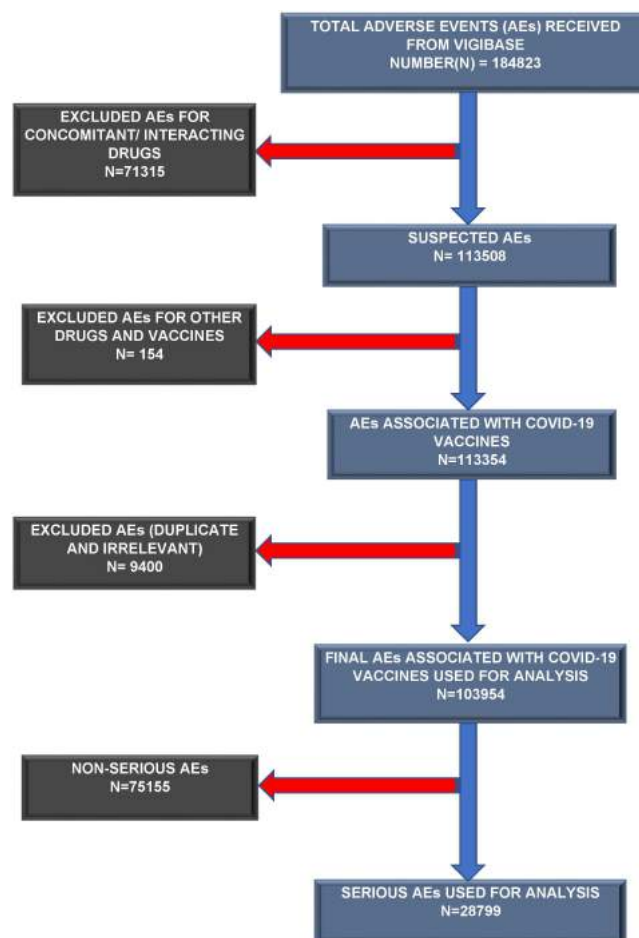 TOTAL ADVERSE EVENTS (AEs) RECEIVED
FROM VIGIBASE
NUMBER(N) = 184823
EXCLUDED AEs FOR
CONCOMITANT/ INTERACTING
DRUGS
N=71315
SUSPECTED AEs
N= 113508
EXCLUDED AEs FOR OTHER
DRUGS AND VACCINES
N= 154
AEs ASSOCIATED WITH COVID-19
VACCINES
N=113354
EXCLUDED AEs (DUPLICATE
AND IRRELEVANT)
N= 9400
FINAL AEs ASSOCIATED WITH COVID-19
VACCINES USED FOR ANALYSIS
N=103954
NON-SERIOUS AEs
N=75155
SERIOUS AEs USED FOR ANALYSIS
N=28799